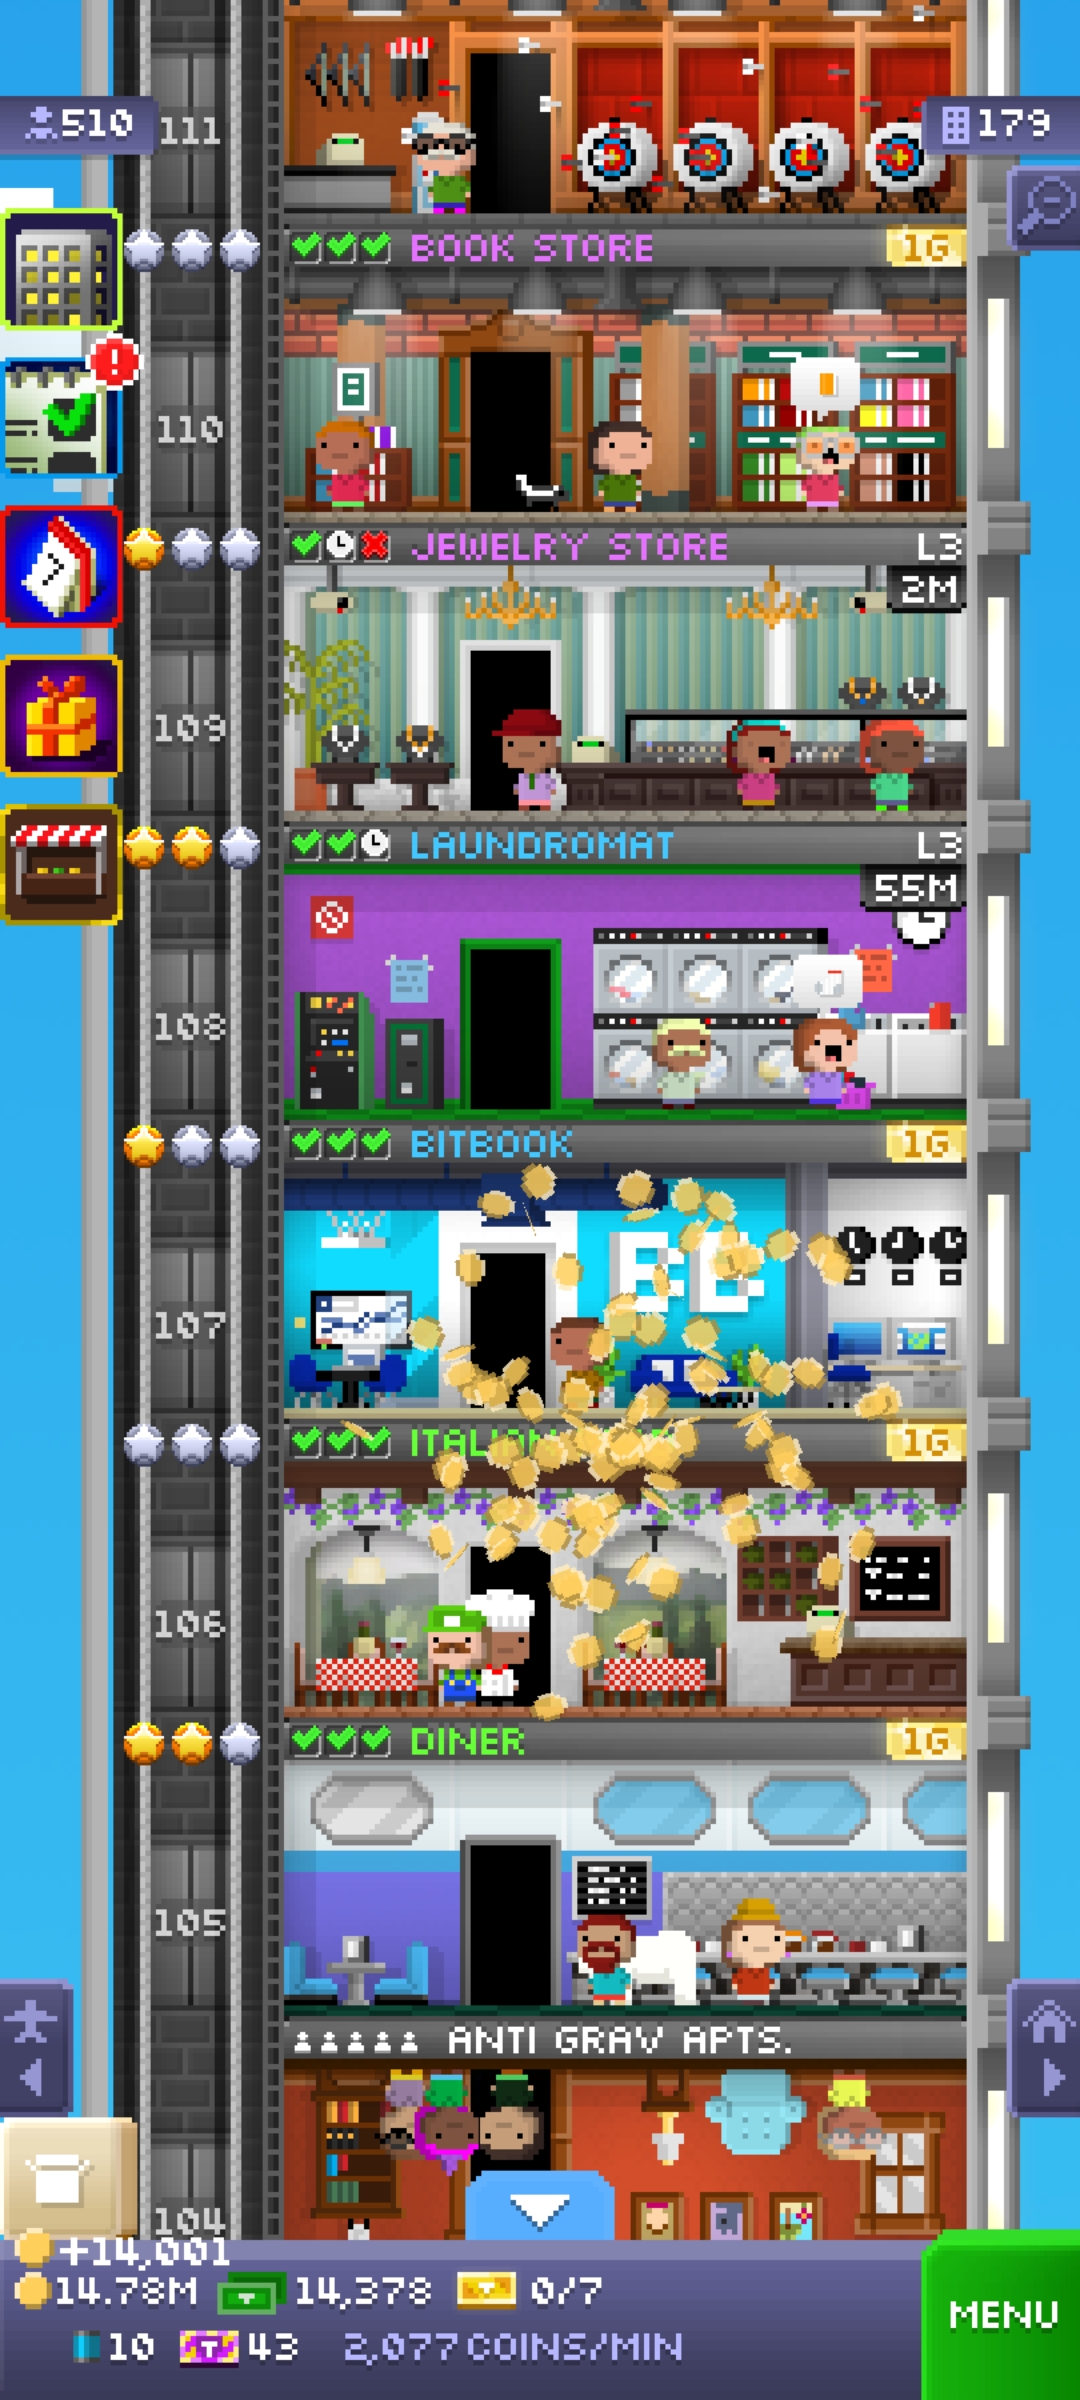 510
111
179
BOOK STORE
1G
110
JEWELRY STORE
L3
2M
109
LAUNDROMAT
L3
55M
108
BITBOOK
1G
BB
107
1G
106
DINER
1G
105
ANTI GRAV APTS.
104
+14,001
14.78M
14,378
0/7
MENU
10
43
2,077 COINS/MIN